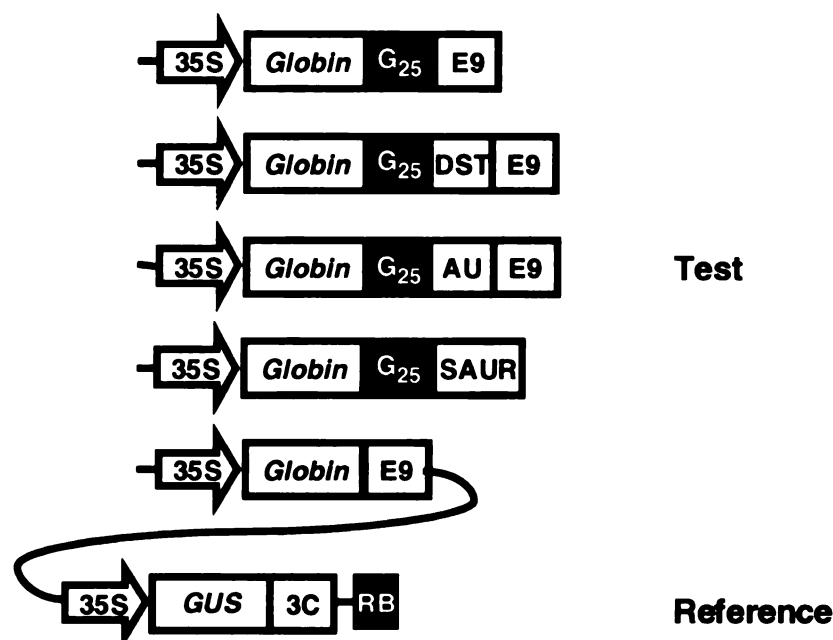 35S Globin G25 E9
35S Globin G25 DST E9
35S Globin G25 AU E9 Test
35S Globin G25 SAUR
35S Globin E9
35S GUS 3C RB Reference